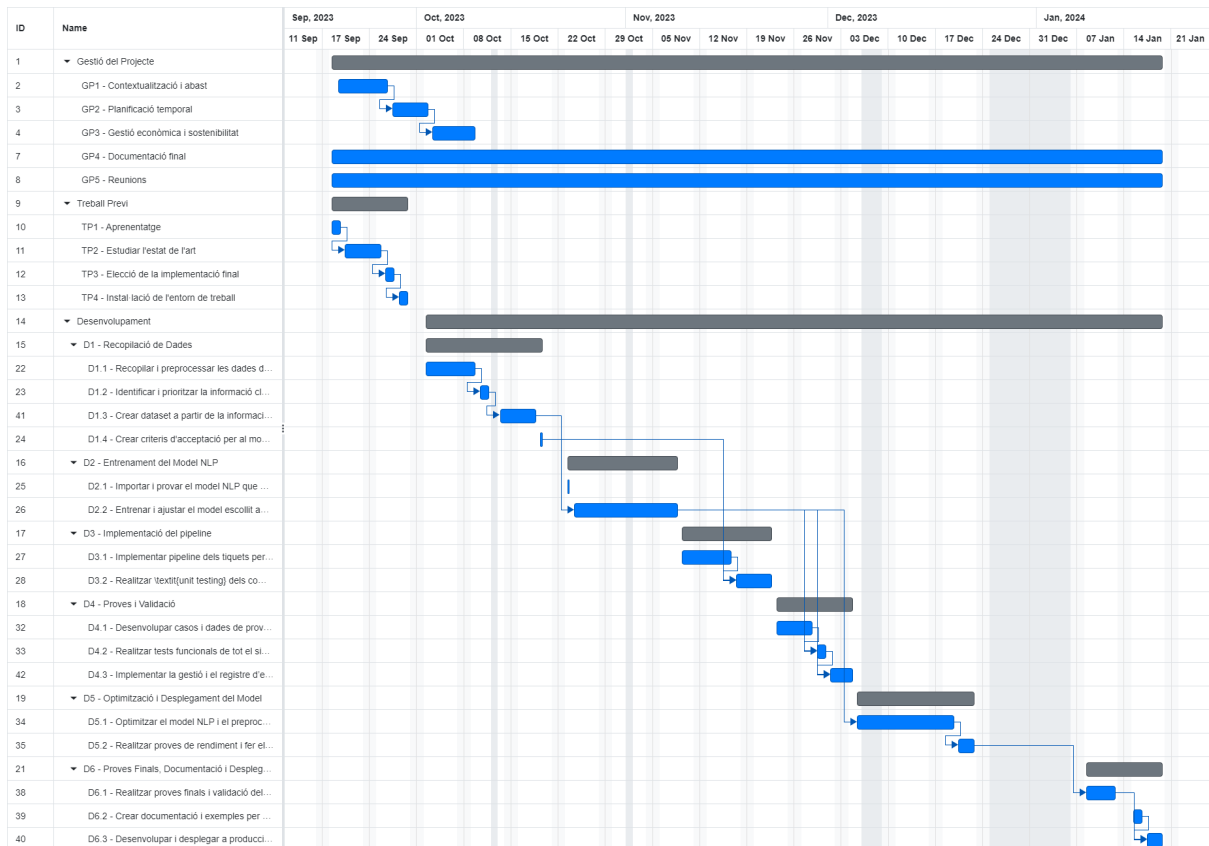 ID Name Sep, 2023 Oct, 2023 Nov, 2023 Dec, 2023 Jan, 2024
11 Sep 17 Sep 24 Sep 01 Oct 08 Oct 15 Oct 22 Oct 29 Oct 05 Nov 12 Nov 19 Nov 26 Nov 03 Dec 10 Dec 17 Dec 24 Dec 31 Dec 07 Jan 14 Jan 21 Jan
1 Gestió del Projecte
2 GP1 - Contextualització i abast
3 GP2 - Planificació temporal
4 GP3 - Gestió econòmica i sostenibilitat
7 GP4 - Documentació final
8 GP5 - Reunions
9 Treball Previ
10 TP1 - Aprenentatge
11 TP2 - Estudiar l'estat de l'art
12 TP3 - Elecció de la implementació final
13 TP4 - Instal·lació de l'entorn de treball
14 Desenvolupament
15 D1 - Recopilació de Dades
22 D1.1 - Recopilar i preprocessar les dades d...
23 D1.2 - Identificar i prioritzar la informació cl...
41 D1.3 - Crear dataset a partir de la informaci...
24 D1.4 - Crear criteris d'acceptació per al mo...
16 D2 - Entrenament del Model NLP
25 D2.1 - Importar i provar el model NLP que ...
26 D2.2 - Entrenar i ajustar el model escollit a...
17 D3 - Implementació del pipeline
27 D3.1 - Implementar pipeline dels tiquets per...
28 D3.2 - Realitzar \textit{unit testing} dels co...
18 D4 - Proves i Validació
32 D4.1 - Desenvolupar casos i dades de prov...
33 D4.2 - Realitzar tests funcionals de tot el si...
42 D4.3 - Implementar la gestió i el registre d'e...
19 D5 - Optimització i Desplegament del Model
34 D5.1 - Optimitzar el model NLP i el preproc...
35 D5.2 - Realitzar proves de rendiment i fer el...
21 D6 - Proves Finals, Documentació i Despleg...
38 D6.1 - Realitzar proves finals i validació del...
39 D6.2 - Crear documentació i exemples per ...
40 D6.3 - Desenvolupar i desplegar a producci...